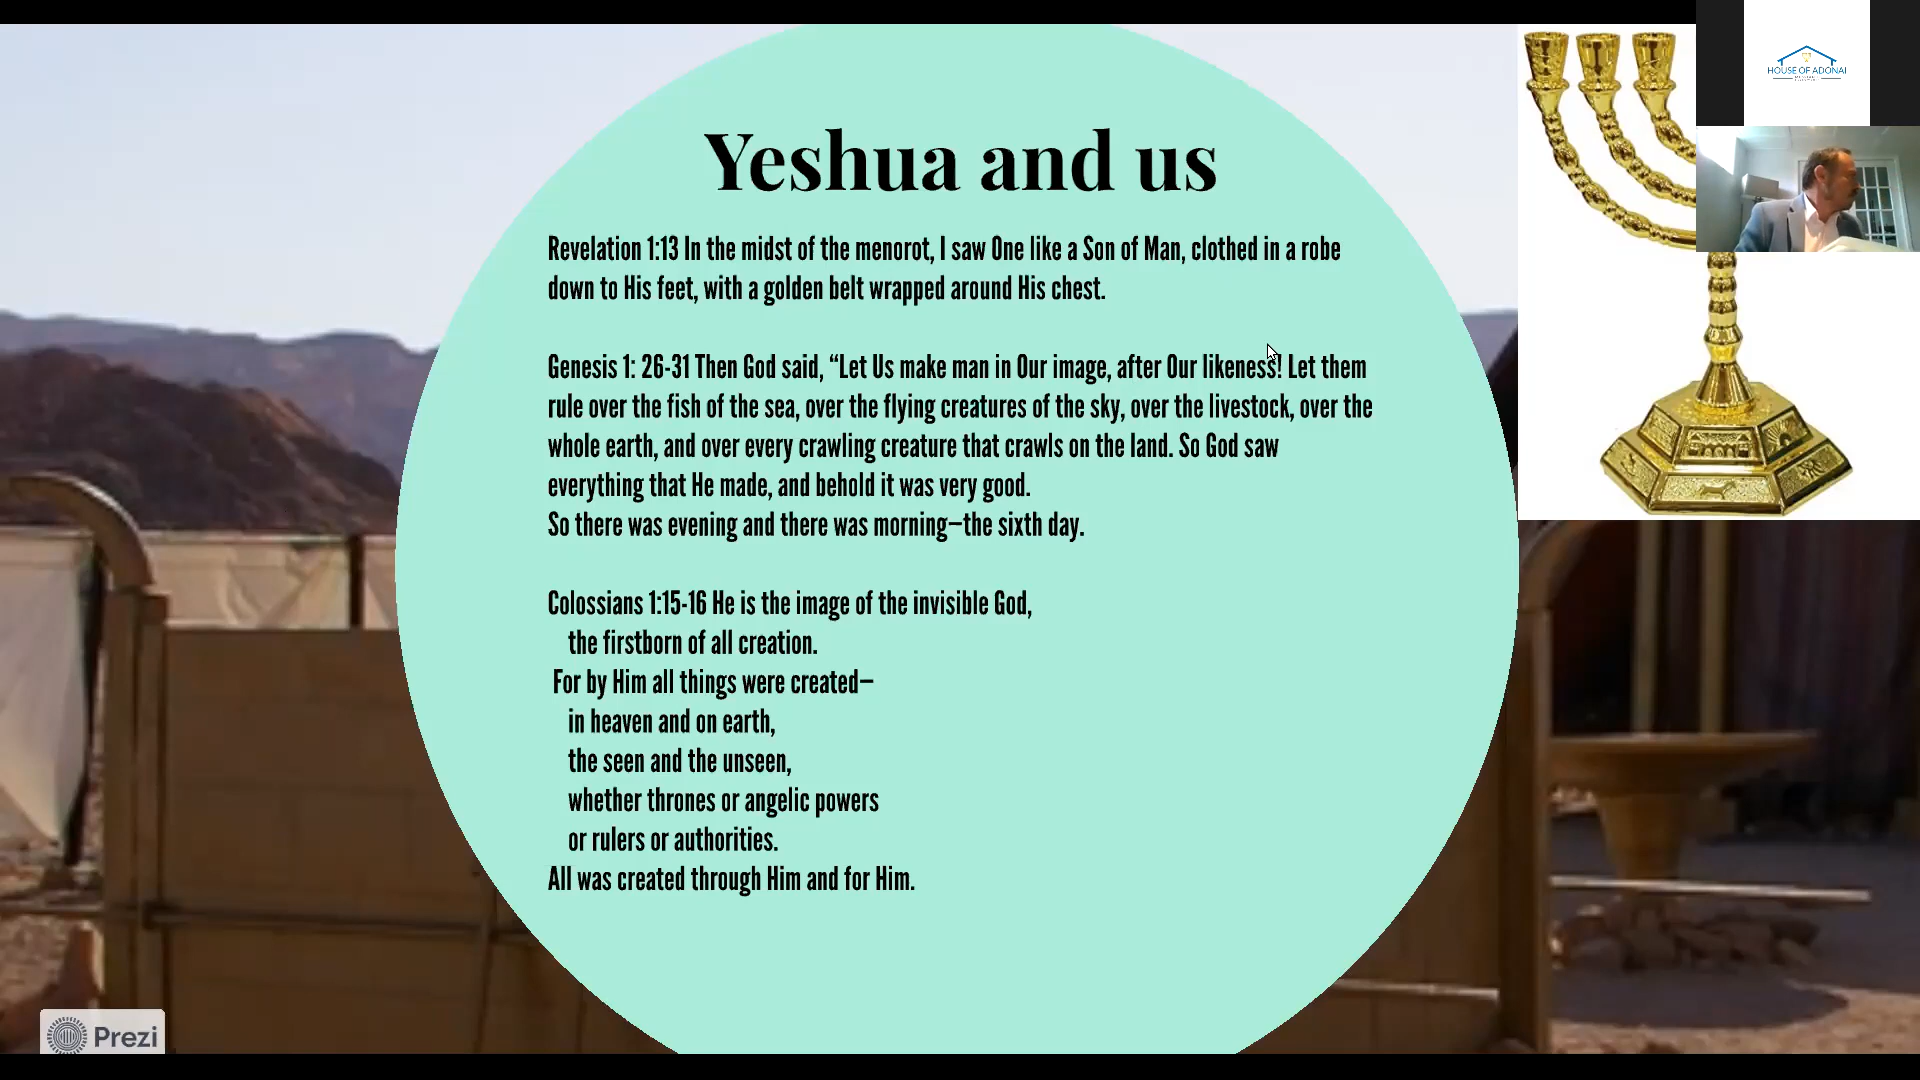 HOUSE OF ADONAI
Yeshua and us
Revelation 1:13 In the midst of the menorot, I saw One like a Son of Man, clothed in a robe
down to His feet, with a golden belt wrapped around His chest.
Genesis 1: 26-31 Then God said, “Let Us make man in Our image, after Our likeness! Let them
rule over the fish of the sea, over the flying creatures of the sky, over the livestock, over the
whole earth, and over every crawling creature that crawls on the land. So God saw
everything that He made, and behold it was very good.
So there was evening and there was morning—the sixth day.
Colossians 1:15-16 He is the image of the invisible God,
the firstborn of all creation.
For by Him all things were created—
in heaven and on earth,
the seen and the unseen,
whether thrones or angelic powers
or rulers or authorities.
All was created through Him and for Him.
Prezi